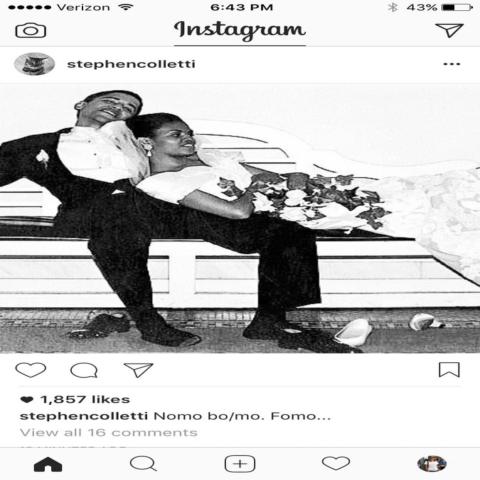 Verizon 6:43 PM 43%
Instagram
stephencolletti
1,857 likes
stephencolletti Nomo bo/mo. Fomo...
View all 16 comments